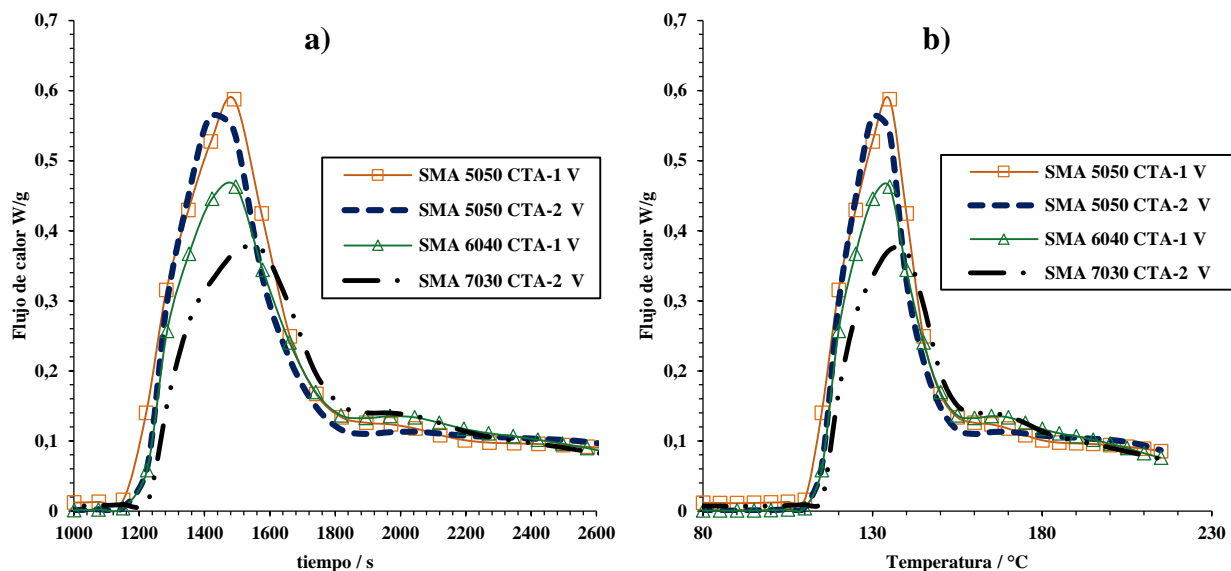 a)
0,7
0,6
0,5
0,4
0,3
0,2
0,1
0
Flujo de calor W/g
SMA 5050 CTA-1 V
SMA 5050 CTA-2 V
SMA 6040 CTA-1 V
SMA 7030 CTA-2 V
1000 1200 1400 1600 1800 2000 2200 2400 2600
tiempo / s
b)
0,7
0,6
0,5
0,4
0,3
0,2
0,1
0
Flujo de calor W/g
SMA 5050 CTA-1 V
SMA 5050 CTA-2 V
SMA 6040 CTA-1 V
SMA 7030 CTA-2 V
80 130 180 230
Temperatura / °C